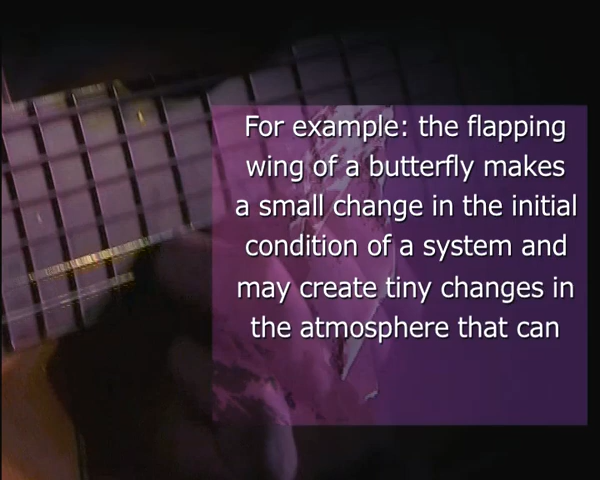 For example: the flapping
wing of a butterfly makes
a small change in the initial
condition of a system and
may create tiny changes in
the atmosphere that can